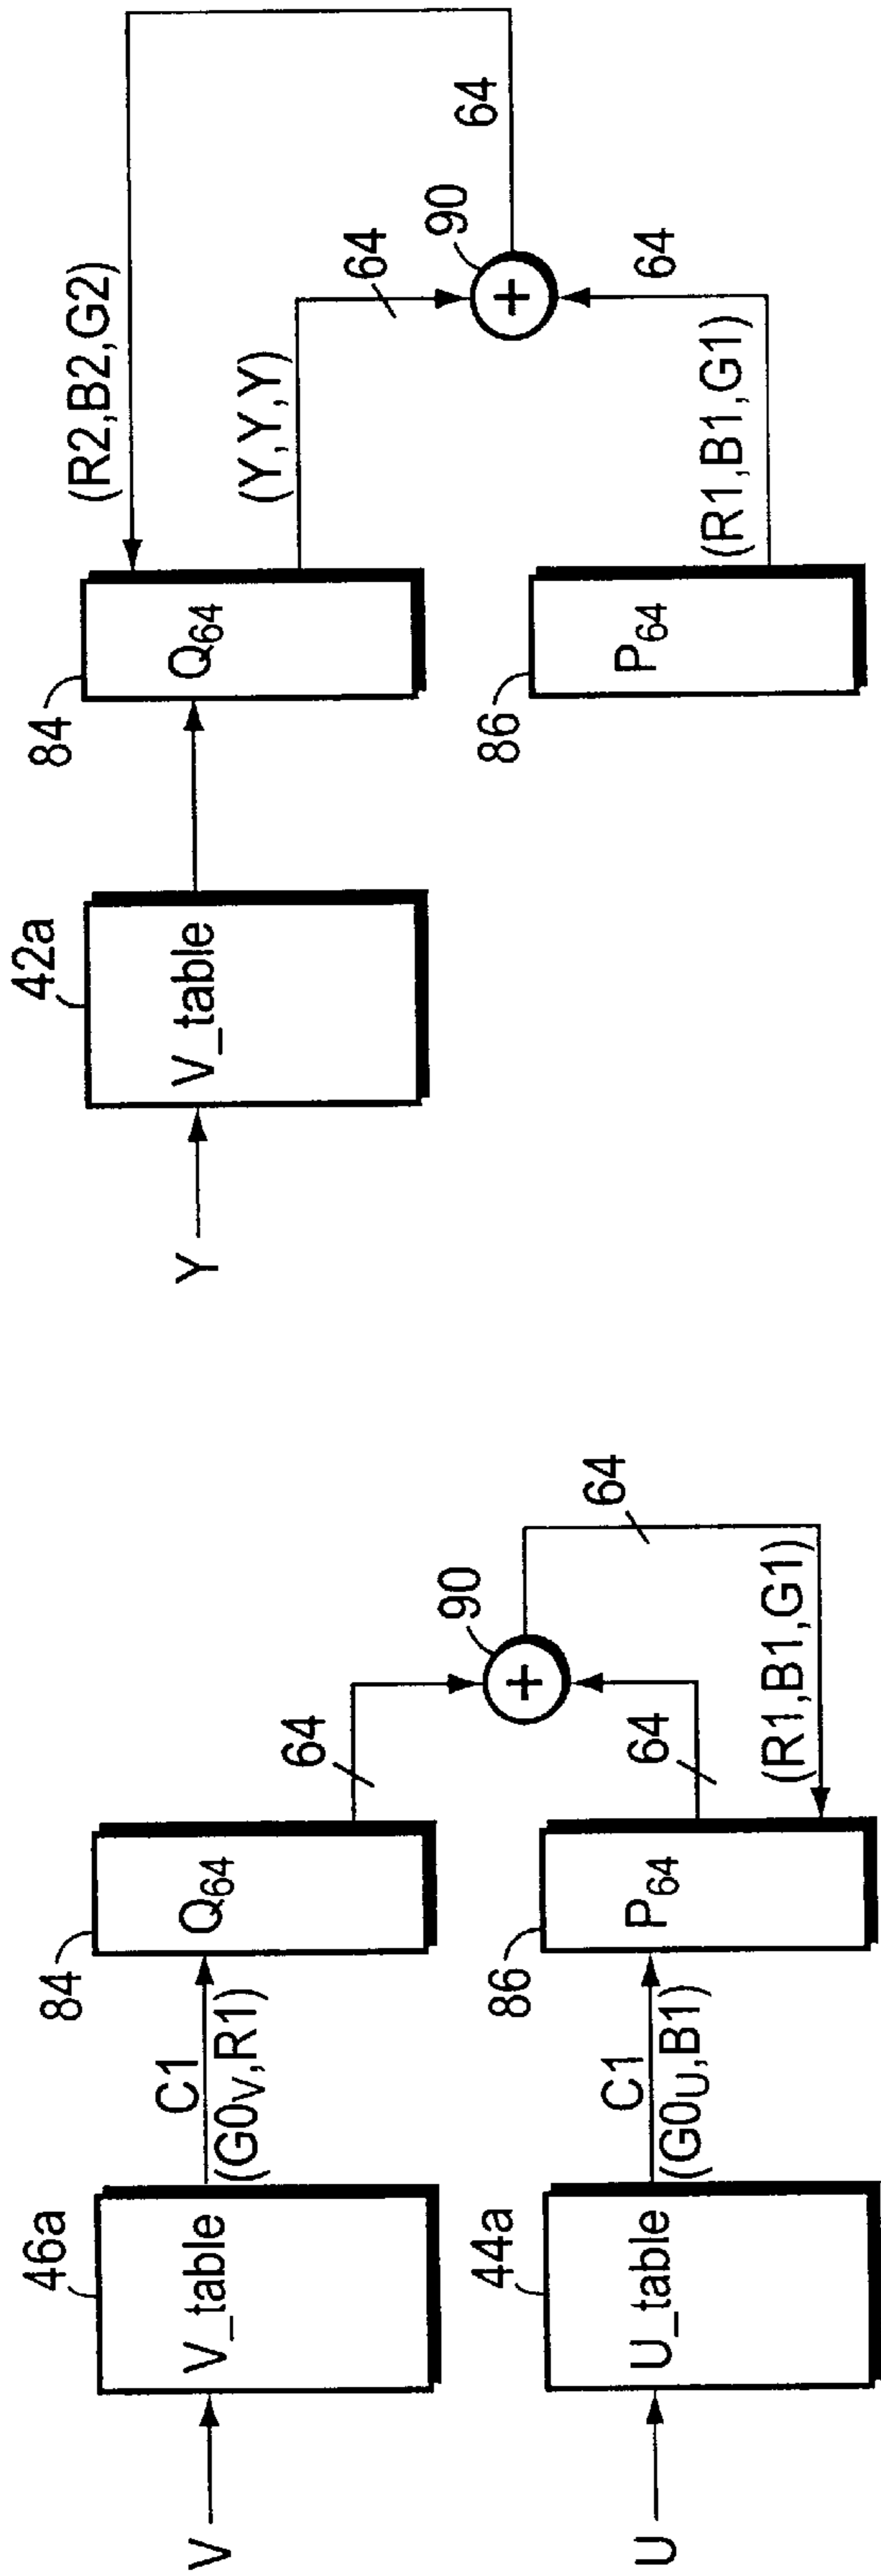 V
46a
V_table
C1
(G0V,R1)
84
Q64
64
90
+
64
(R1,B1,G1)
U
44a
U_table
C1
(G0U,B1)
86
P64
64
Y
42a
V_table
84
Q64
(R2,B2,G2)
(Y,Y,Y)
64
90
+
64
86
P64
(R1,B1,G1)
64